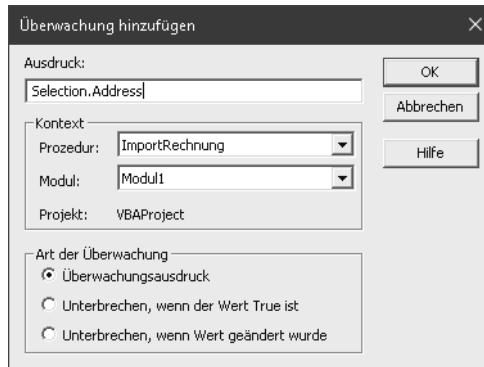 Überwachung hinzufügen
Ausdruck:
Selection.Address
OK
Abbrechen
Hilfe
Kontext
Prozedur: ImportRechnung
Modul: Modul1
Projekt: VBAProject
Art der Überwachung
Überwachungsausdruck
Unterbrechen, wenn der Wert True ist
Unterbrechen, wenn Wert geändert wurde